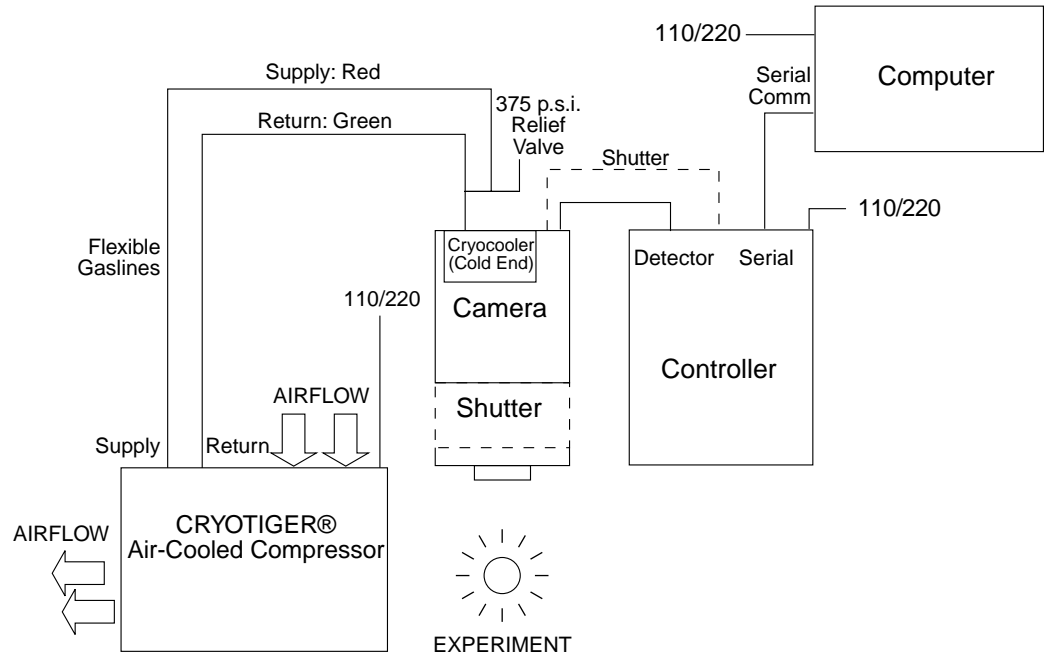 110/220
Computer
Serial
Comm
Supply: Red
375 p.s.i.
Relief
Valve
Return: Green
Shutter
110/220
Flexible
Gaslines
Cryocooler
(Cold End)
Camera
Detector
Serial
110/220
Controller
AIRFLOW
Shutter
Supply
Return
CRYOTIGER®
Air-Cooled Compressor
AIRFLOW
EXPERIMENT